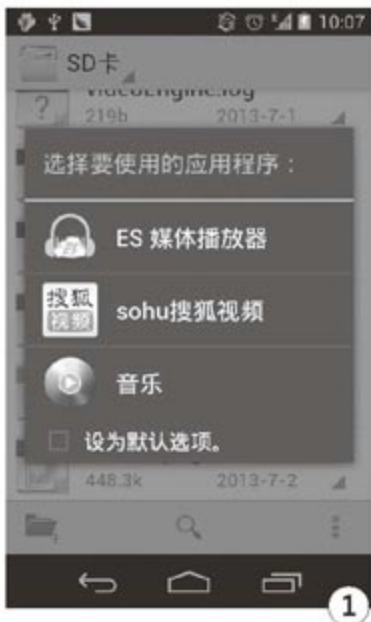 10:07
SD卡
VideoEngine.log
219b 2013-7-1
选择要使用的应用程序：
ES 媒体播放器
搜狐
视频
sohu搜狐视频
音乐
设为默认选项。
448.3k 2013-7-2
1